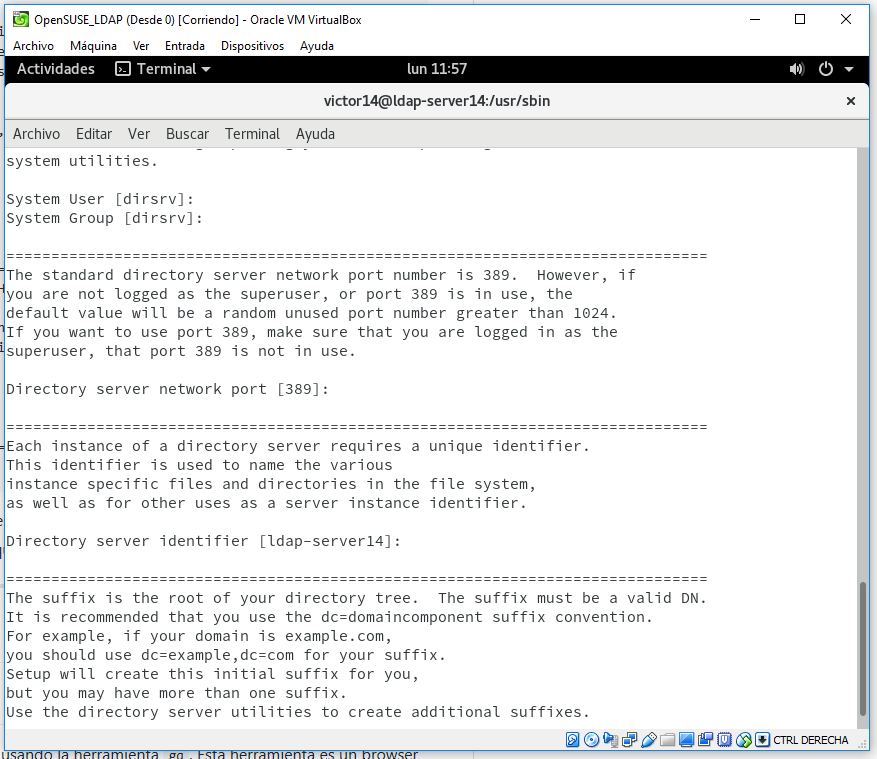 OpenSUSE_LDAP (Desde 0) [Corriendo] - Oracle VM VirtualBox
Archivo Máquina Ver Entrada Dispositivos Ayuda
Actividades Terminal lun 11:57
victor14@ldap-server14:/usr/sbin
Archivo Editar Ver Buscar Terminal Ayuda
system utilities.
System User [dirsrv]:
System Group [dirsrv]:
==============================================================================
The standard directory server network port number is 389.  However, if
you are not logged as the superuser, or port 389 is in use, the
default value will be a random unused port number greater than 1024.
If you want to use port 389, make sure that you are logged in as the
superuser, that port 389 is not in use.
Directory server network port [389]:
==============================================================================
Each instance of a directory server requires a unique identifier.
This identifier is used to name the various
instance specific files and directories in the file system,
as well as for other uses as a server instance identifier.
Directory server identifier [ldap-server14]:
==============================================================================
The suffix is the root of your directory tree.  The suffix must be a valid DN.
It is recommended that you use the dc=domaincomponent suffix convention.
For example, if your domain is example.com,
you should use dc=example,dc=com for your suffix.
Setup will create this initial suffix for you,
but you may have more than one suffix.
Use the directory server utilities to create additional suffixes.
CTRL DERECHA
usando la herramienta gq . Esta herramienta es un browser